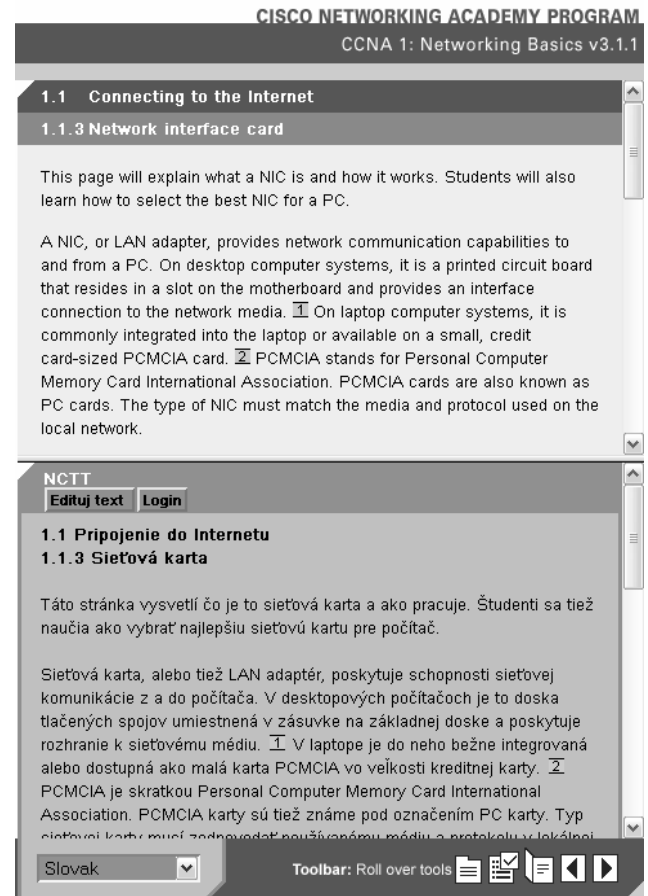 CISCO NETWORKING ACADEMY PROGRAM
CCNA 1: Networking Basics v3.1.1
1.1 Connecting to the Internet
1.1.3 Network interface card
This page will explain what a NIC is and how it works. Students will also
learn how to select the best NIC for a PC.
A NIC, or LAN adapter, provides network communication capabilities to
and from a PC. On desktop computer systems, it is a printed circuit board
that resides in a slot on the motherboard and provides an interface
connection to the network media. 1 On laptop computer systems, it is
commonly integrated into the laptop or available on a small, credit
card-sized PCMCIA card. 2 PCMCIA stands for Personal Computer
Memory Card International Association. PCMCIA cards are also known as
PC cards. The type of NIC must match the media and protocol used on the
local network.
NCTT
Edituj text Login
1.1 Pripojenie do Internetu
1.1.3 Sieťová karta
Táto stránka vysvetlí čo je to sieťová karta a ako pracuje. Študenti sa tiež
naučia ako vybrať najlepšiu sieťovú kartu pre počítač.
Sieťová karta, alebo tiež LAN adaptér, poskytuje schopnosti sieťovej
komunikácie z a do počítača. V desktopových počítačoch je to doska
tlačených spojov umiestnená v zásuvke na základnej doske a poskytuje
rozhranie k sieťovému médiu. 1 V laptope je do neho bežne integrovaná
alebo dostupná ako malá karta PCMCIA vo veľkosti kreditnej karty. 2
PCMCIA je skratkou Personal Computer Memory Card International
Association. PCMCIA karty sú tiež známe pod označením PC karty. Typ
sieťovej karty musí zodpovedať používanému médiu a protokolu v lokálnej
Slovak
Toolbar: Roll over tools